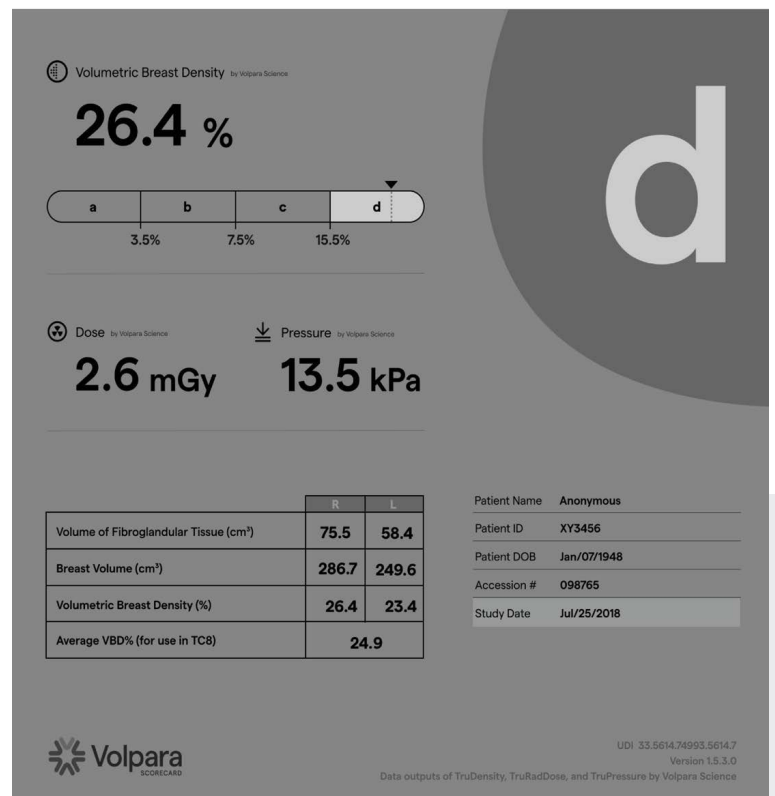 Volumetric Breast Density by Volpara Science
26.4 %
d
a b c d
3.5% 7.5% 15.5%
Dose by Volpara Science
2.6 mGy
Pressure by Volpara Science
13.5 kPa
R L
Volume of Fibroglandular Tissue (cm³) 75.5 58.4
Breast Volume (cm³) 286.7 249.6
Volumetric Breast Density (%) 26.4 23.4
Average VBD% (for use in TC8) 24.9
Patient Name Anonymous
Patient ID XY3456
Patient DOB Jan/07/1948
Accession # 098765
Study Date Jul/25/2018
Volpara
SCORECARD
UDI 33.5614.74993.5614.7
Version 1.5.3.0
Data outputs of TruDensity, TruRadDose, and TruPressure by Volpara Science